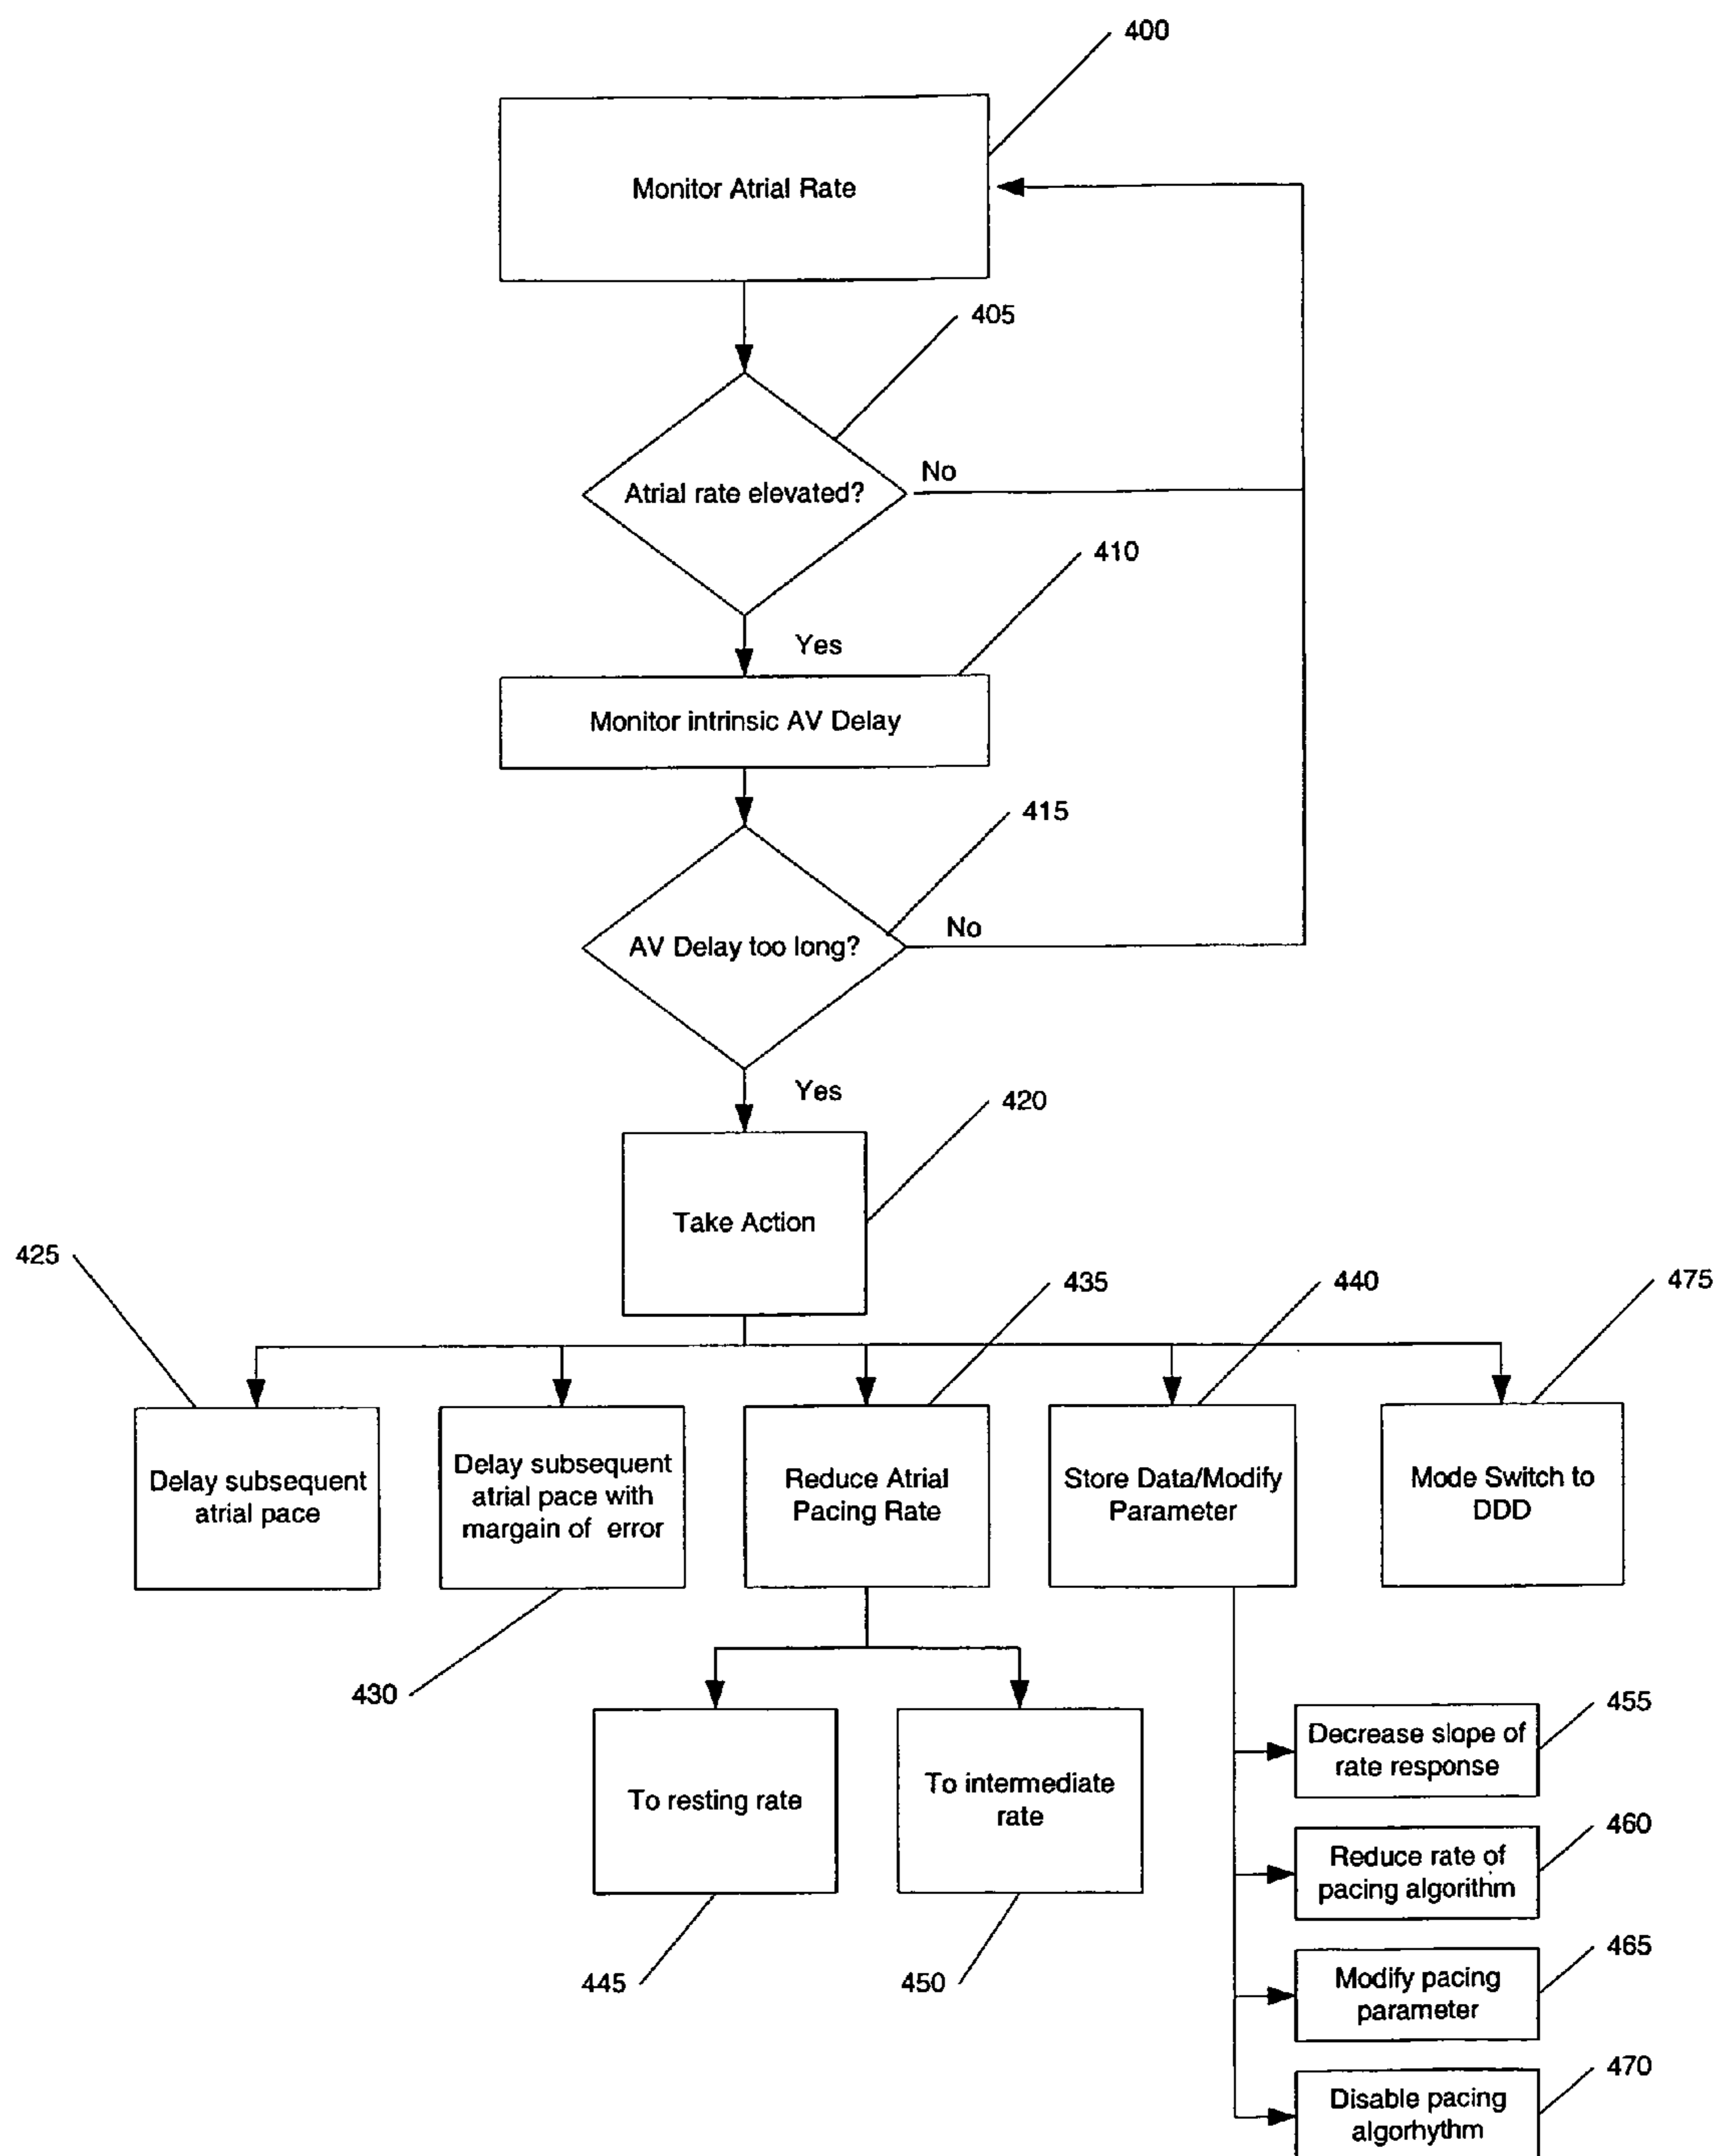 400
Monitor Atrial Rate
405
Atrial rate elevated?
No
410
Yes
Monitor intrinsic AV Delay
415
AV Delay too long?
No
Yes
420
Take Action
425
435
440
475
Delay subsequent
atrial pace
Delay subsequent
atrial pace with
margain of error
Reduce Atrial
Pacing Rate
Store Data/Modify
Parameter
Mode Switch to
DDD
430
To resting rate
To intermediate
rate
445
450
455
Decrease slope of
rate response
460
Reduce rate of
pacing algorithm
465
Modify pacing
parameter
470
Disable pacing
algorhythm